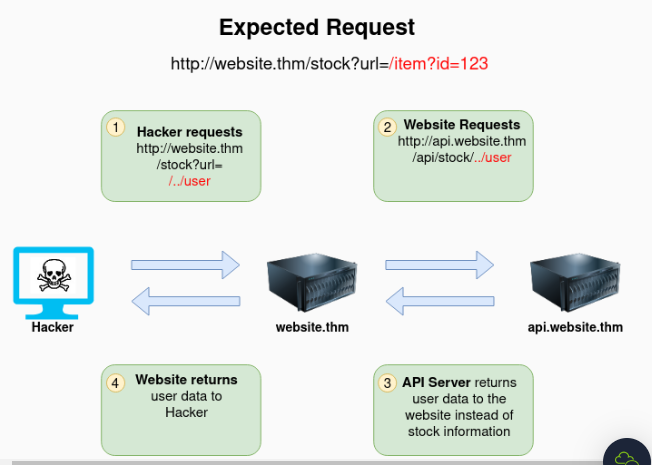 Expected Request
http://website.thm/stock?url=/item?id=123
1
Hacker requests
http://website.thm
/stock?url=
/../user
2
Website Requests
http://api.website.thm
/api/stock/../user
Hacker
website.thm
api.website.thm
4
Website returns
user data to
Hacker
3
API Server returns
user data to the
website instead of
stock information